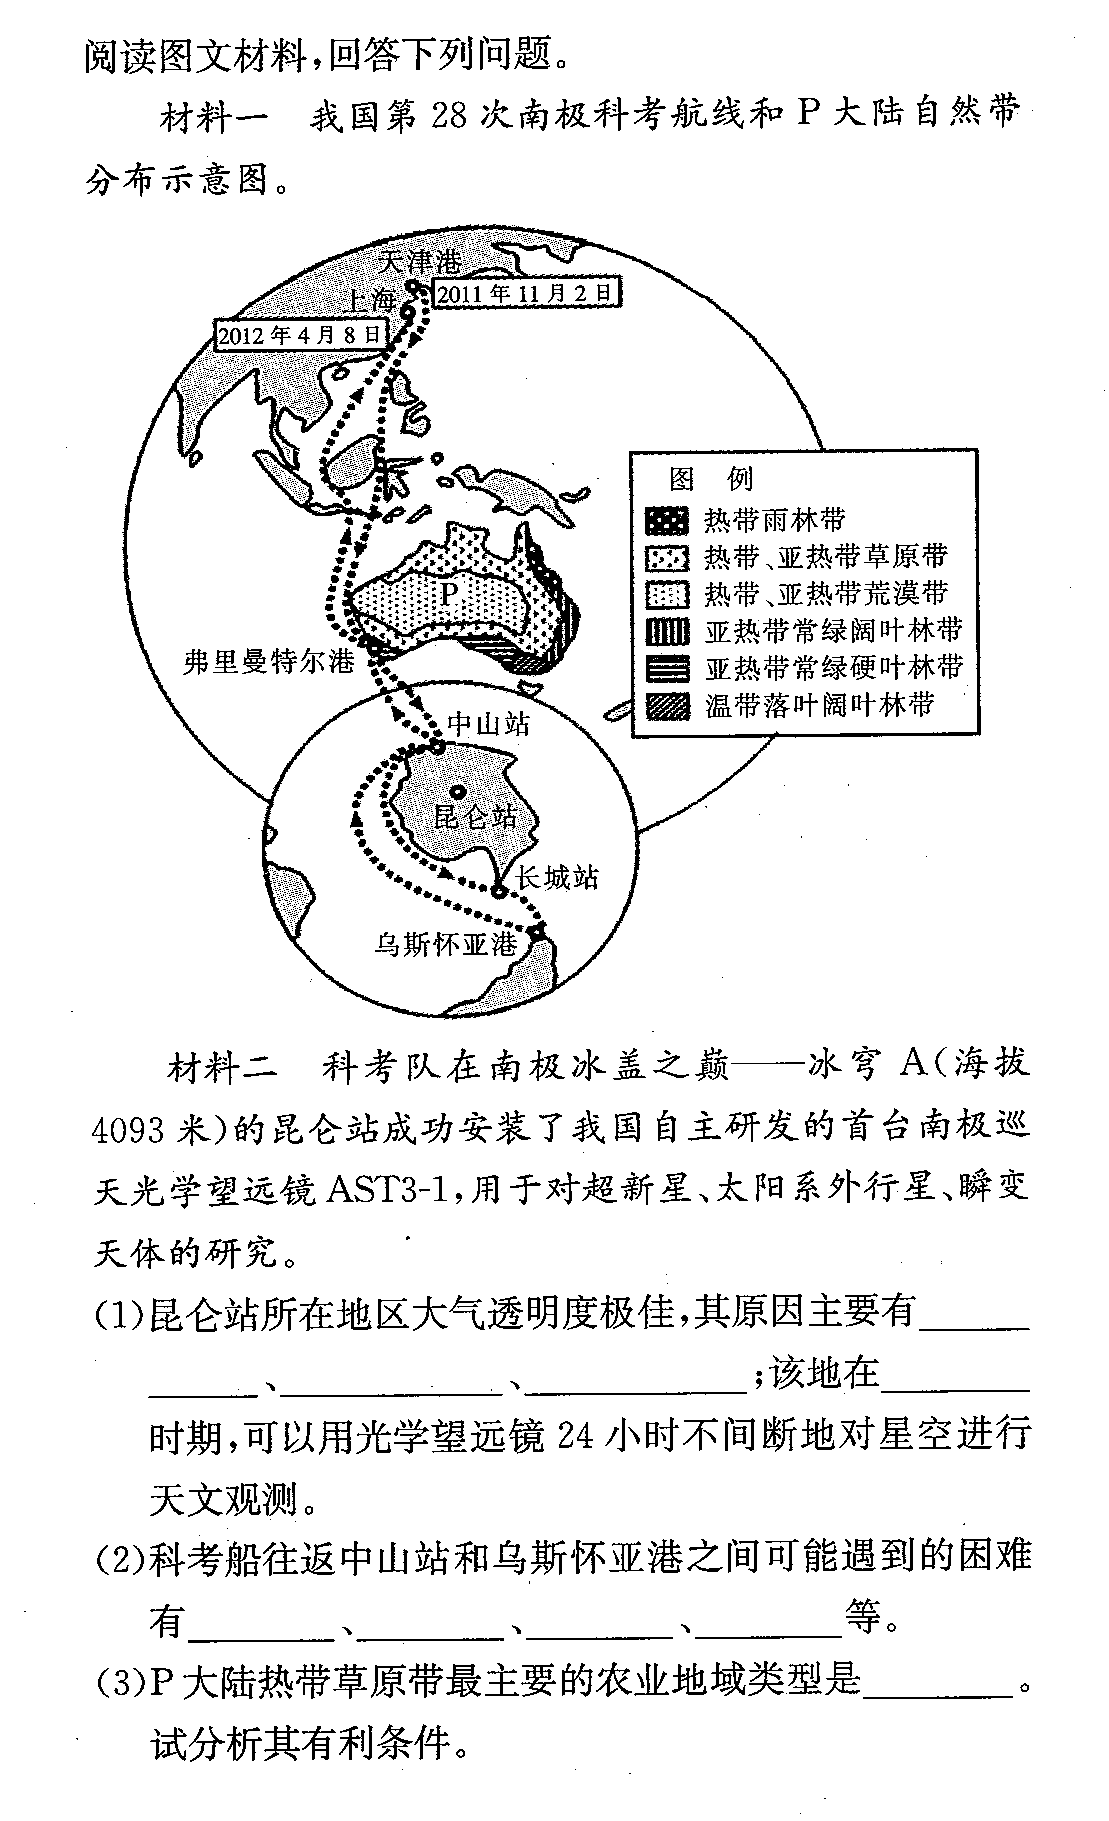 阅读图文材料,回答下列问题。
材料一　我国第28次南极科考航线和P大陆自然带
分布示意图。
天津港
2011年11月2日
上海
2012年4月8日
图　例
热带雨林带
热带、亚热带草原带
热带、亚热带荒漠带
亚热带常绿阔叶林带
亚热带常绿硬叶林带
温带落叶阔叶林带
P
弗里曼特尔港
中山站
昆仑站
长城站
乌斯怀亚港
材料二　科考队在南极冰盖之巅——冰穹A(海拔
4093米)的昆仑站成功安装了我国自主研发的首台南极巡
天光学望远镜AST3-1,用于对超新星、太阳系外行星、瞬变
天体的研究。
(1)昆仑站所在地区大气透明度极佳,其原因主要有______
______、____________、____________;该地在________
时期,可以用光学望远镜24小时不间断地对星空进行
天文观测。
(2)科考船往返中山站和乌斯怀亚港之间可能遇到的困难
有________、________、________、________等。
(3)P大陆热带草原带最主要的农业地域类型是________。
试分析其有利条件。